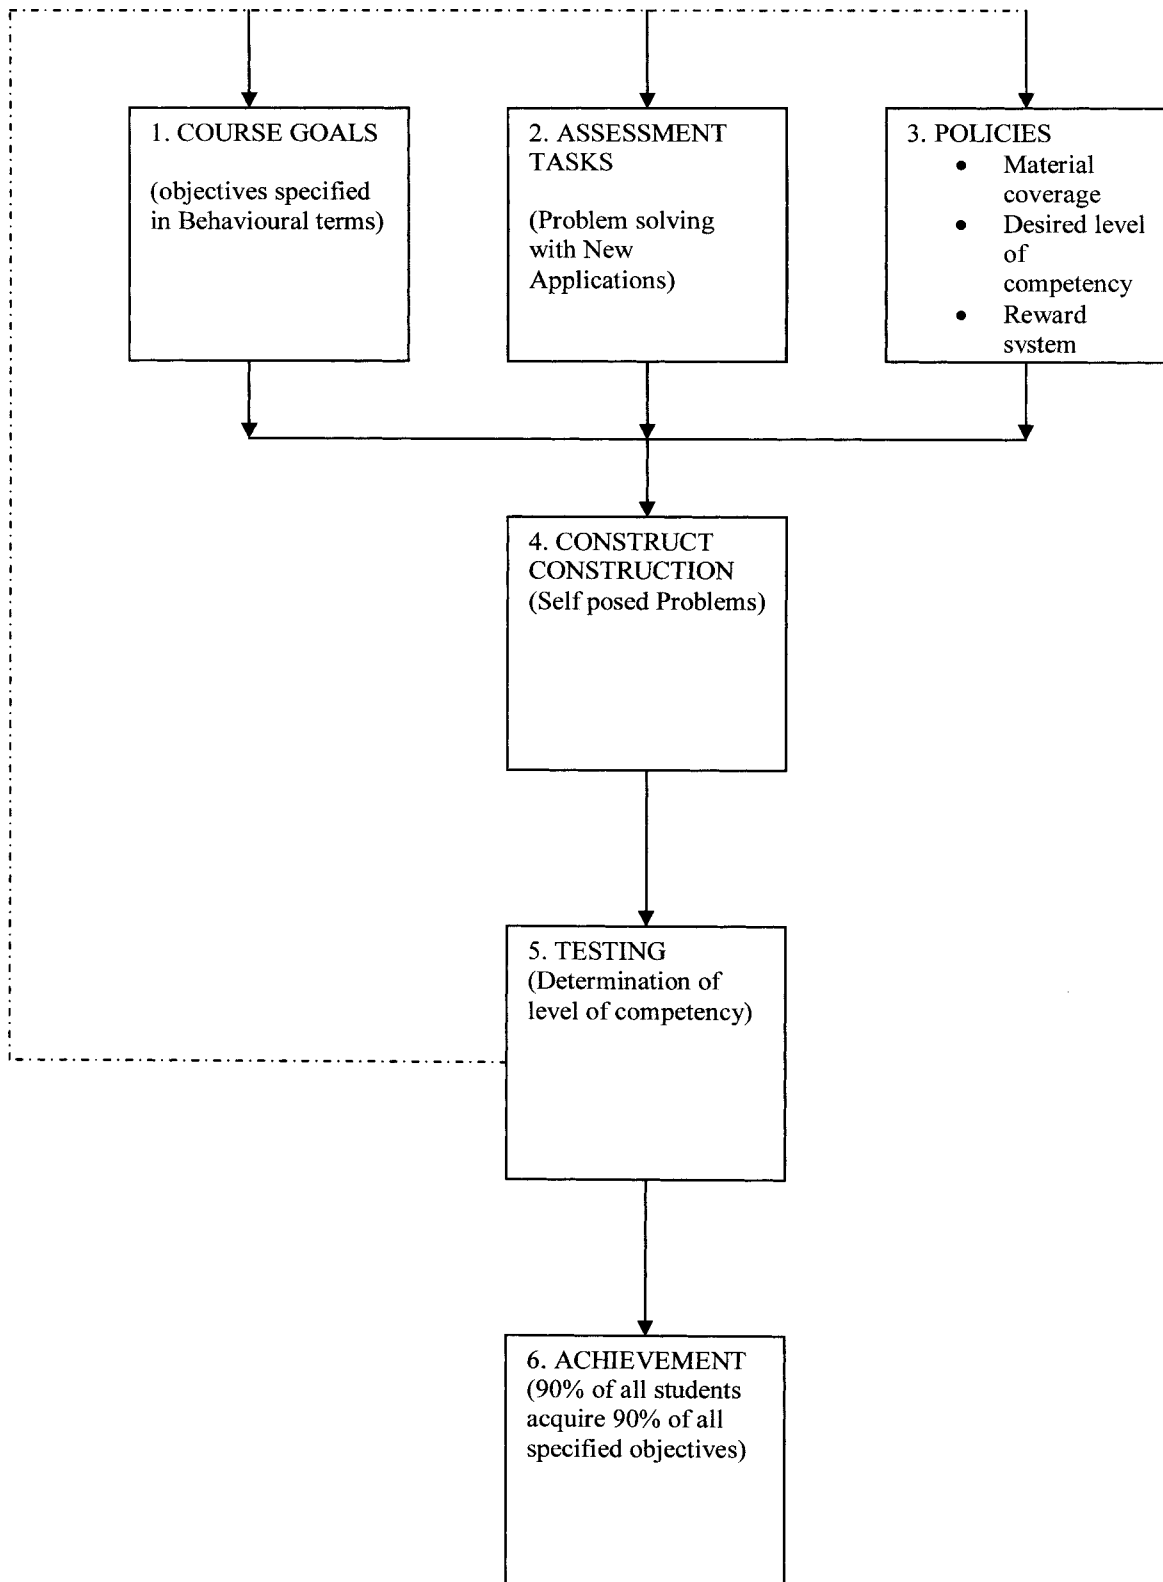 1. COURSE GOALS
(objectives specified
in Behavioural terms)
2. ASSESSMENT
TASKS
(Problem solving
with New
Applications)
3. POLICIES
• Material
coverage
• Desired level
of
competency
• Reward
system
4. CONSTRUCT
CONSTRUCTION
(Self posed Problems)
5. TESTING
(Determination of
level of competency)
6. ACHIEVEMENT
(90% of all students
acquire 90% of all
specified objectives)